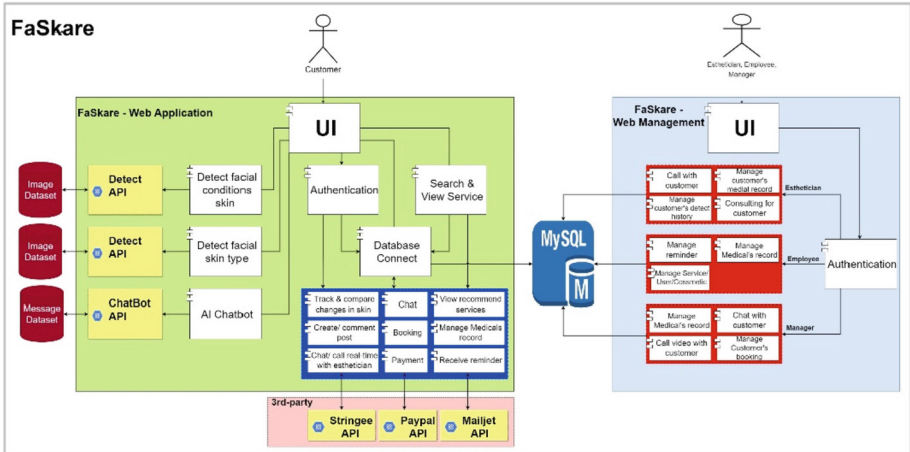 FaSkare
Customer
Esthetician, Employee,
Manager
FaSkare - Web Application
UI
Image
Dataset
Detect
API
Detect facial
conditions
skin
Authentication
Search &
View Service
Image
Dataset
Detect
API
Detect facial
skin type
Database
Connect
Message
Dataset
ChatBot
API
AI Chatbot
Track & compare
changes in skin
Chat
View recommend
services
Create/ comment
post
Booking
Manage Medicals
record
Chat/ call real-time
with esthetician
Payment
Receive reminder
3rd-party
Stringee
API
Paypal
API
Mailjet
API
MySQL
M
FaSkare -
Web Management
UI
Call with
customer
Manage
customer's
medial record
Manage
customer's detect
history
Consulting for
customer
Esthetician
Manage
reminder
Manage Medical's
record
Manage Service/
User/Cossmetic
Employee
Authentication
Manage
Medical's record
Chat with
customer
Call video with
customer
Manage
Customer's
booking
Manager